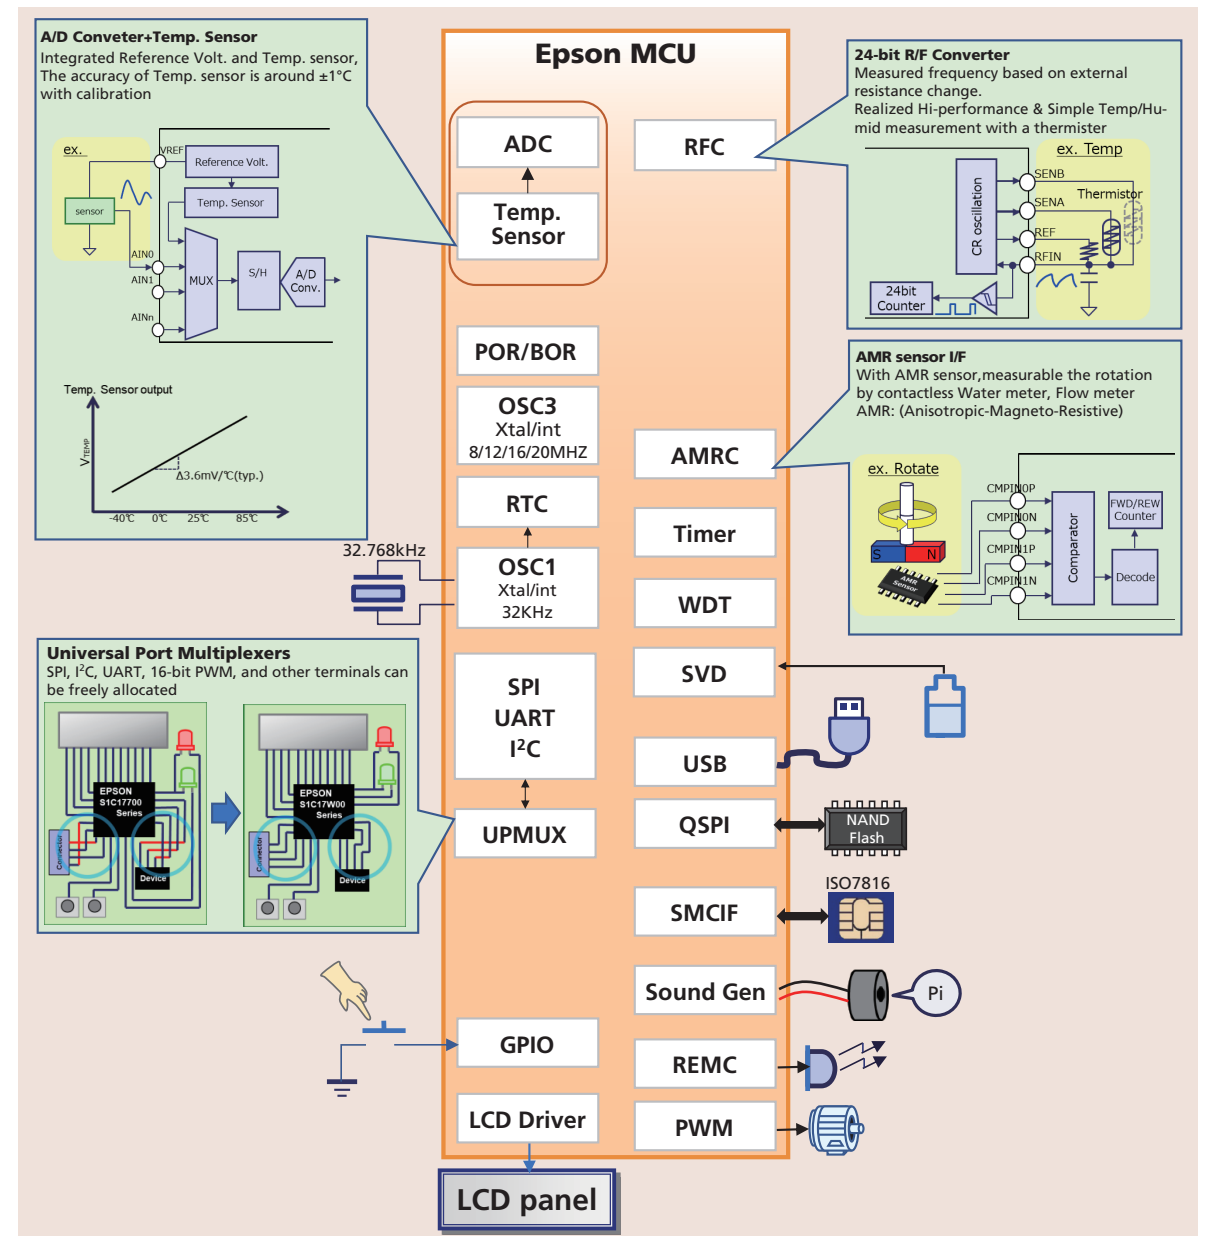 A/D Conveter+Temp. Sensor
Integrated Reference Volt. and Temp. sensor,
The accuracy of Temp. sensor is around ±1°C
with calibration
ex.
VREF
Reference Volt.
Temp. Sensor
sensor
AIN0
AIN1
AINn
MUX
S/H
A/D
Conv.
Temp. Sensor output
VTEMP
Δ3.6mV/℃(typ.)
-40℃ 0℃ 25℃ 85℃
32.768kHz
Universal Port Multiplexers
SPI, I²C, UART, 16-bit PWM, and other terminals can
be freely allocated
EPSON
S1C17700
Series
Connector
Device
EPSON
S1C17W00
Series
Connector
Device
Epson MCU
ADC
Temp.
Sensor
POR/BOR
OSC3
Xtal/int
8/12/16/20MHZ
RTC
OSC1
Xtal/int
32KHz
SPI
UART
I²C
UPMUX
GPIO
LCD Driver
LCD panel
RFC
AMRC
Timer
WDT
SVD
USB
QSPI
SMCIF
Sound Gen
REMC
PWM
24-bit R/F Converter
Measured frequency based on external
resistance change.
Realized Hi-performance & Simple Temp/Hu-
mid measurement with a thermister
ex. Temp
CR oscillation
SENB
Thermistor
SENA
REF
RFIN
24bit
Counter
AMR sensor I/F
With AMR sensor,measurable the rotation
by contactless Water meter, Flow meter
AMR: (Anisotropic-Magneto-Resistive)
ex. Rotate
S N
AMR
Sensor
CMPIN0P
CMPIN0N
CMPIN1P
CMPIN1N
Comparator
FWD/REW
Counter
Decode
NAND
Flash
ISO7816
Pi